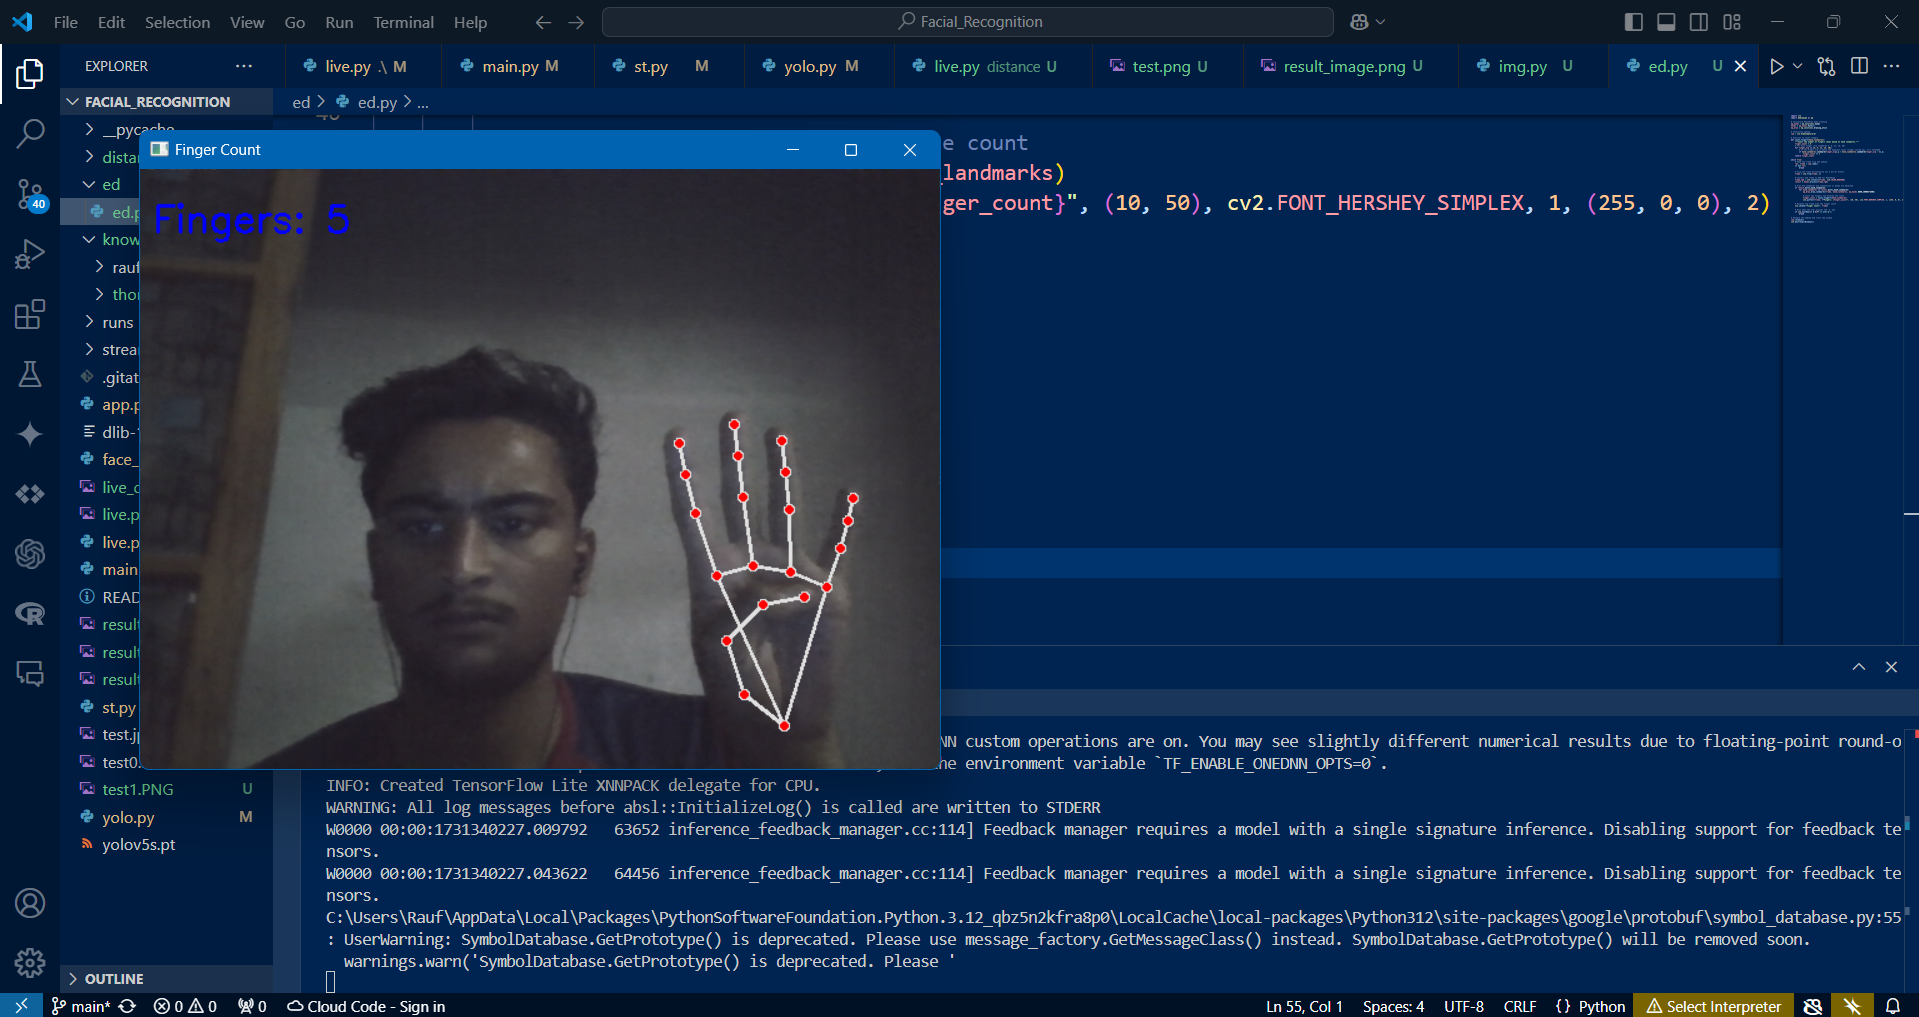 File Edit Selection View Go Run Terminal Help
Facial_Recognition
EXPLORER
live.py .\ M
main.py M
st.py M
yolo.py M
live.py distance U
test.png U
result_image.png U
img.py U
ed.py U
FACIAL_RECOGNITION
ed > ed.py > ...
__pycache
distan
ed
ed.p
know
rauf
thor
runs
strea
.gitat
app.p
dlib-
face_
live_c
live.p
live.p
main
READ
result
result
result
st.py
test.j
test0.
test1.PNG U
yolo.py M
yolov5s.pt
OUTLINE
Finger Count
Fingers: 5
e count
landmarks)
ger_count}", (10, 50), cv2.FONT_HERSHEY_SIMPLEX, 1, (255, 0, 0), 2)
NN custom operations are on. You may see slightly different numerical results due to floating-point round-o
he environment variable `TF_ENABLE_ONEDNN_OPTS=0`.
INFO: Created TensorFlow Lite XNNPACK delegate for CPU.
WARNING: All log messages before absl::InitializeLog() is called are written to STDERR
W0000 00:00:1731340227.009792 63652 inference_feedback_manager.cc:114] Feedback manager requires a model with a single signature inference. Disabling support for feedback te
nsors.
W0000 00:00:1731340227.043622 64456 inference_feedback_manager.cc:114] Feedback manager requires a model with a single signature inference. Disabling support for feedback te
nsors.
C:\Users\Rauf\AppData\Local\Packages\PythonSoftwareFoundation.Python.3.12_qbz5n2kfra8p0\LocalCache\local-packages\Python312\site-packages\google\protobuf\symbol_database.py:55
: UserWarning: SymbolDatabase.GetPrototype() is deprecated. Please use message_factory.GetMessageClass() instead. SymbolDatabase.GetPrototype() will be removed soon.
warnings.warn('SymbolDatabase.GetPrototype() is deprecated. Please '
40
main* 0 0 0 Cloud Code - Sign in Ln 55, Col 1 Spaces: 4 UTF-8 CRLF {} Python Select Interpreter